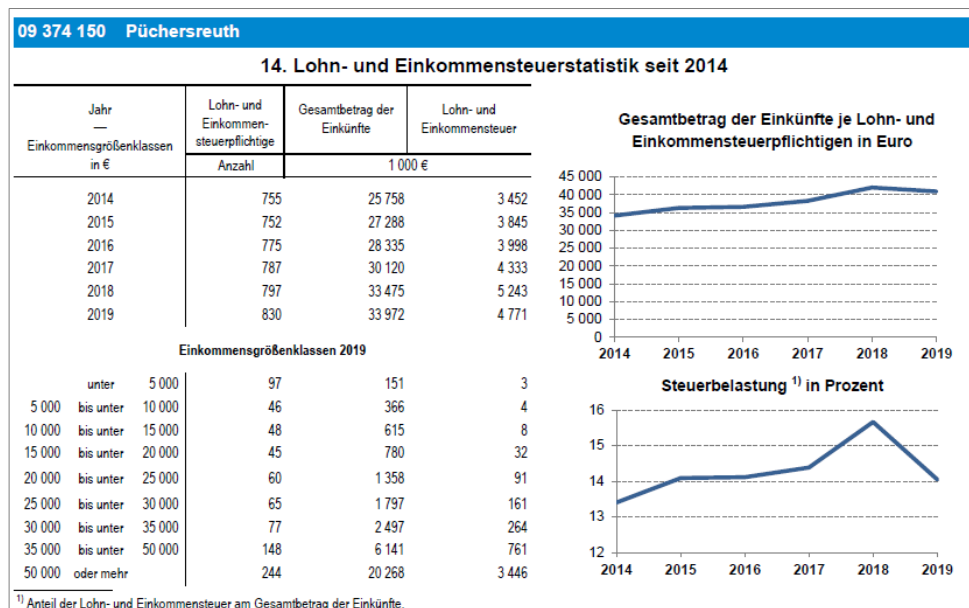 09 374 150 Püchersreuth
14. Lohn- und Einkommensteuerstatistik seit 2014
Jahr
—
Einkommensgrößenklassen
in €
Lohn- und
Einkommen-
steuerpflichtige
Gesamtbetrag der
Einkünfte
Lohn- und
Einkommensteuer
Anzahl
1 000 €
2014 755 25 758 3 452
2015 752 27 288 3 845
2016 775 28 335 3 998
2017 787 30 120 4 333
2018 797 33 475 5 243
2019 830 33 972 4 771
Einkommensgrößenklassen 2019
unter 5 000 97 151 3
5 000 bis unter 10 000 46 366 4
10 000 bis unter 15 000 48 615 8
15 000 bis unter 20 000 45 780 32
20 000 bis unter 25 000 60 1 358 91
25 000 bis unter 30 000 65 1 797 161
30 000 bis unter 35 000 77 2 497 264
35 000 bis unter 50 000 148 6 141 761
50 000 oder mehr 244 20 268 3 446
1) Anteil der Lohn- und Einkommensteuer am Gesamtbetrag der Einkünfte.
Gesamtbetrag der Einkünfte je Lohn- und
Einkommensteuerpflichtigen in Euro
45 000
40 000
35 000
30 000
25 000
20 000
15 000
10 000
5 000
0
2014 2015 2016 2017 2018 2019
Steuerbelastung 1) in Prozent
16
15
14
13
12
2014 2015 2016 2017 2018 2019